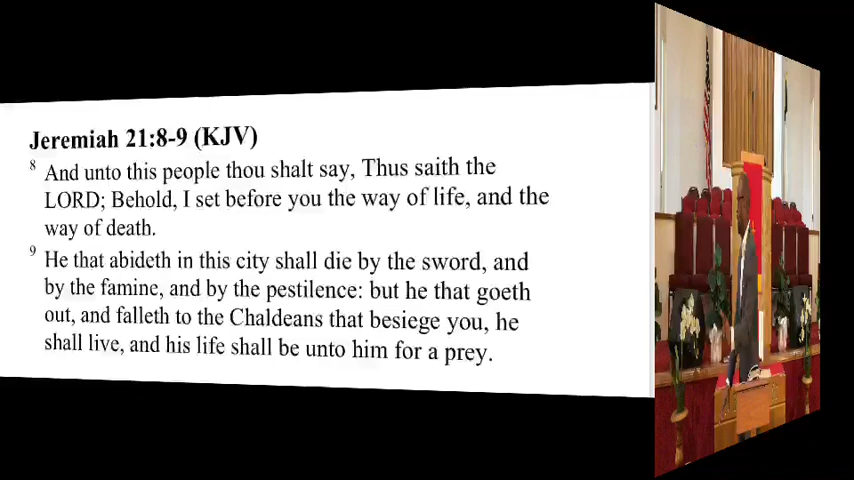 Jeremiah 21:8-9 (KJV)
8 And unto this people thou shalt say, Thus saith the
LORD; Behold, I set before you the way of life, and the
way of death.
9 He that abideth in this city shall die by the sword, and
by the famine, and by the pestilence: but he that goeth
out, and falleth to the Chaldeans that besiege you, he
shall live, and his life shall be unto him for a prey.